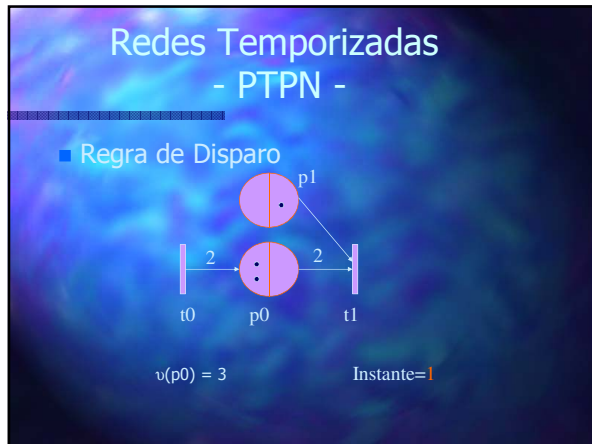 Redes Temporizadas
- PTPN -
Regra de Disparo
p1
2
2
t0
p0
t1
υ(p0) = 3
Instante=1